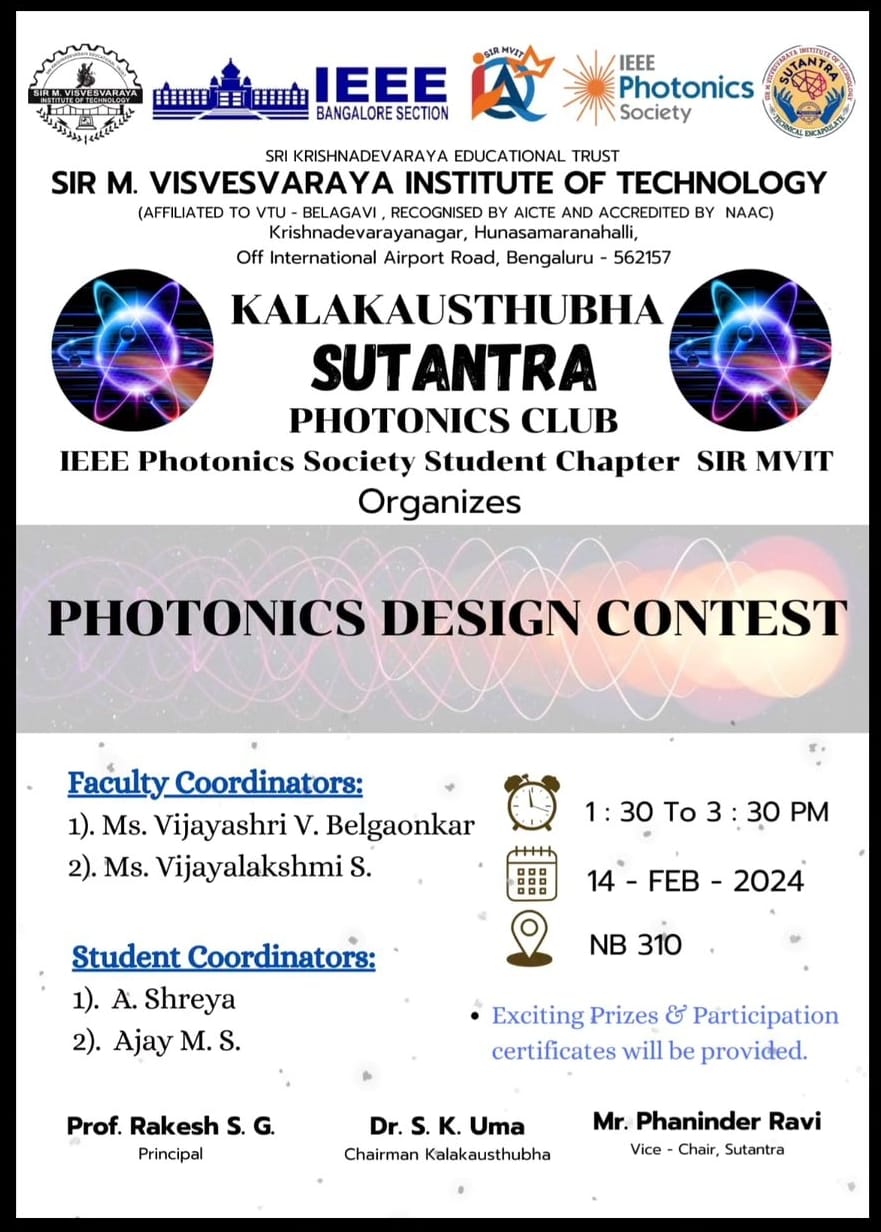 SIR M. VISVESVARAYA
INSTITUTE OF TECHNOLOGY
IEEE
BANGALORE SECTION
SIR MVIT
IEEE
Photonics
Society
SUTANTRA
TECHNICAL ENCAPSULATE
SRI KRISHNADEVARAYA EDUCATIONAL TRUST
SIR M. VISVESVARAYA INSTITUTE OF TECHNOLOGY
(AFFILIATED TO VTU - BELAGAVI , RECOGNISED BY AICTE AND ACCREDITED BY NAAC)
Krishnadevarayanagar, Hunasamaranahalli,
Off International Airport Road, Bengaluru - 562157
KALAKAUSTHUBHA
SUTANTRA
PHOTONICS CLUB
IEEE Photonics Society Student Chapter SIR MVIT
Organizes
PHOTONICS DESIGN CONTEST
Faculty Coordinators:
1). Ms. Vijayashri V. Belgaonkar
2). Ms. Vijayalakshmi S.
1 : 30 To 3 : 30 PM
14 - FEB - 2024
NB 310
Student Coordinators:
1). A. Shreya
2). Ajay M. S.
• Exciting Prizes & Participation
certificates will be provided.
Prof. Rakesh S. G.
Principal
Dr. S. K. Uma
Chairman Kalakausthubha
Mr. Phaninder Ravi
Vice - Chair, Sutantra